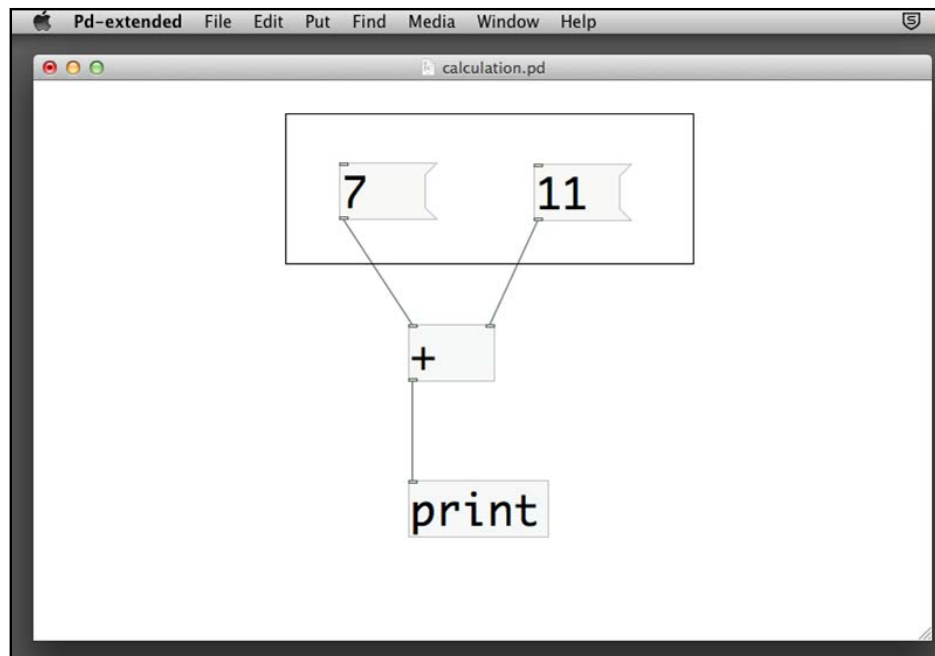 Pd-extended File Edit Put Find Media Window Help
calculation.pd
7 11
+
print